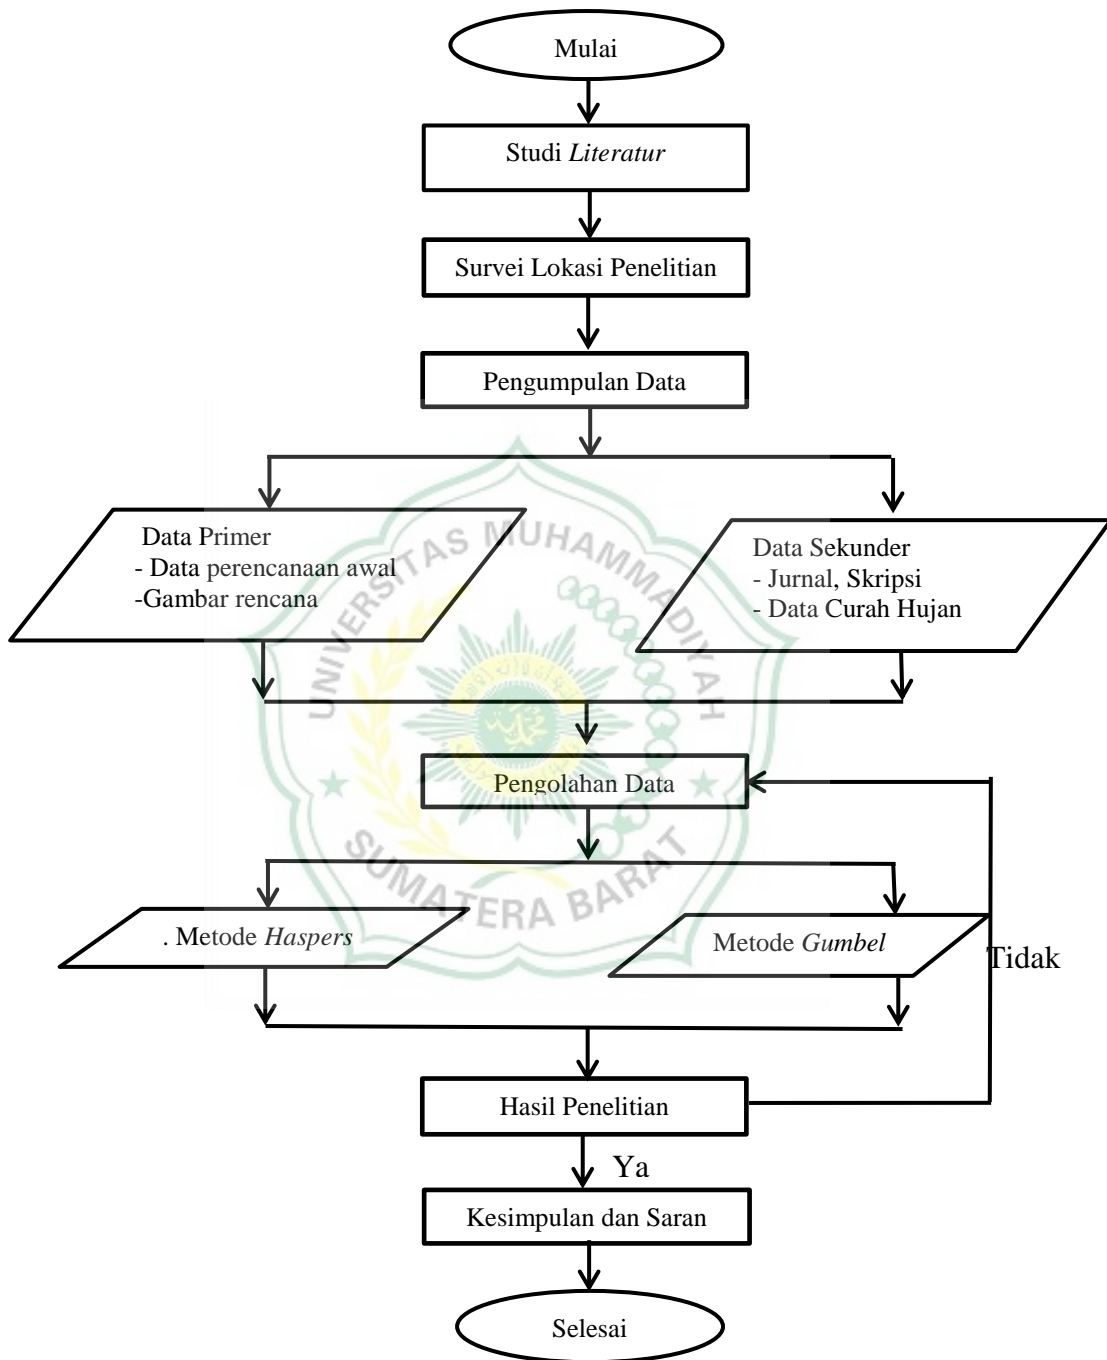 Mulai
Studi Literatur
Survei Lokasi Penelitian
Pengumpulan Data
Data Primer
- Data perencanaan awal
-Gambar rencana
Data Sekunder
- Jurnal, Skripsi
- Data Curah Hujan
UNIVERSITAS MUHAMMADIYAH
SUMATERA BARAT
Pengolahan Data
. Metode Haspers
Metode Gumbel
Tidak
Hasil Penelitian
Ya
Kesimpulan dan Saran
Selesai